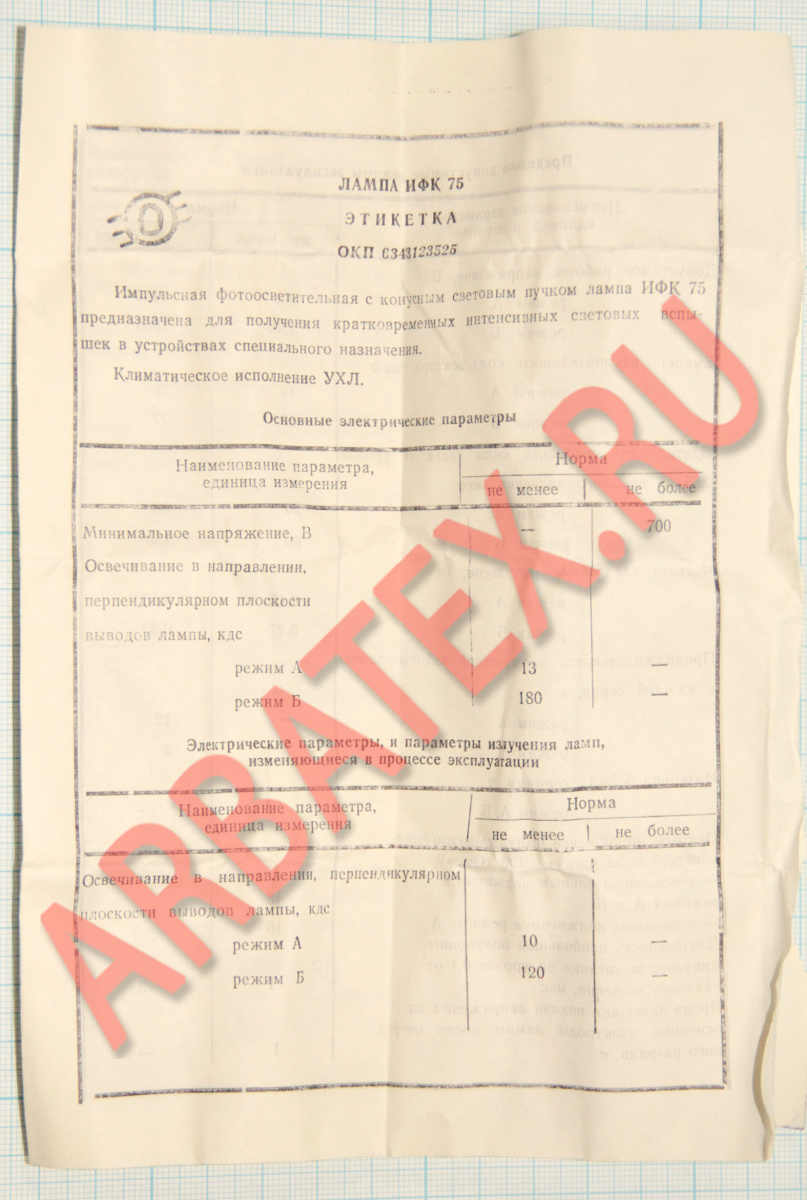 ЛАМПА ИФК 75
ЭТИКЕТКА
ОКП 6343123525
Импульсная фотоосветительная с конусным световым пучком лампа ИФК 75
предназначена для получения кратковременных интенсивных световых вспы-
шек в устройствах специального назначения.
Климатическое исполнение УХЛ.
Основные электрические параметры
Наименование параметра,
единица измерения
Норма
не менее | не более
Минимальное напряжение, В — 700
Освечивание в направлении,
перпендикулярном плоскости
выводов лампы, кдс
режим А 13 —
режим Б 180 —
Электрические параметры, и параметры излучения ламп,
изменяющиеся в процессе эксплуатации
Наименование параметра,
единица измерения
Норма
не менее | не более
Освечивание в направлении, перпендикулярном
плоскости выводов лампы, кдс
режим А 10 —
режим Б 120 —
ARBATEX.RU